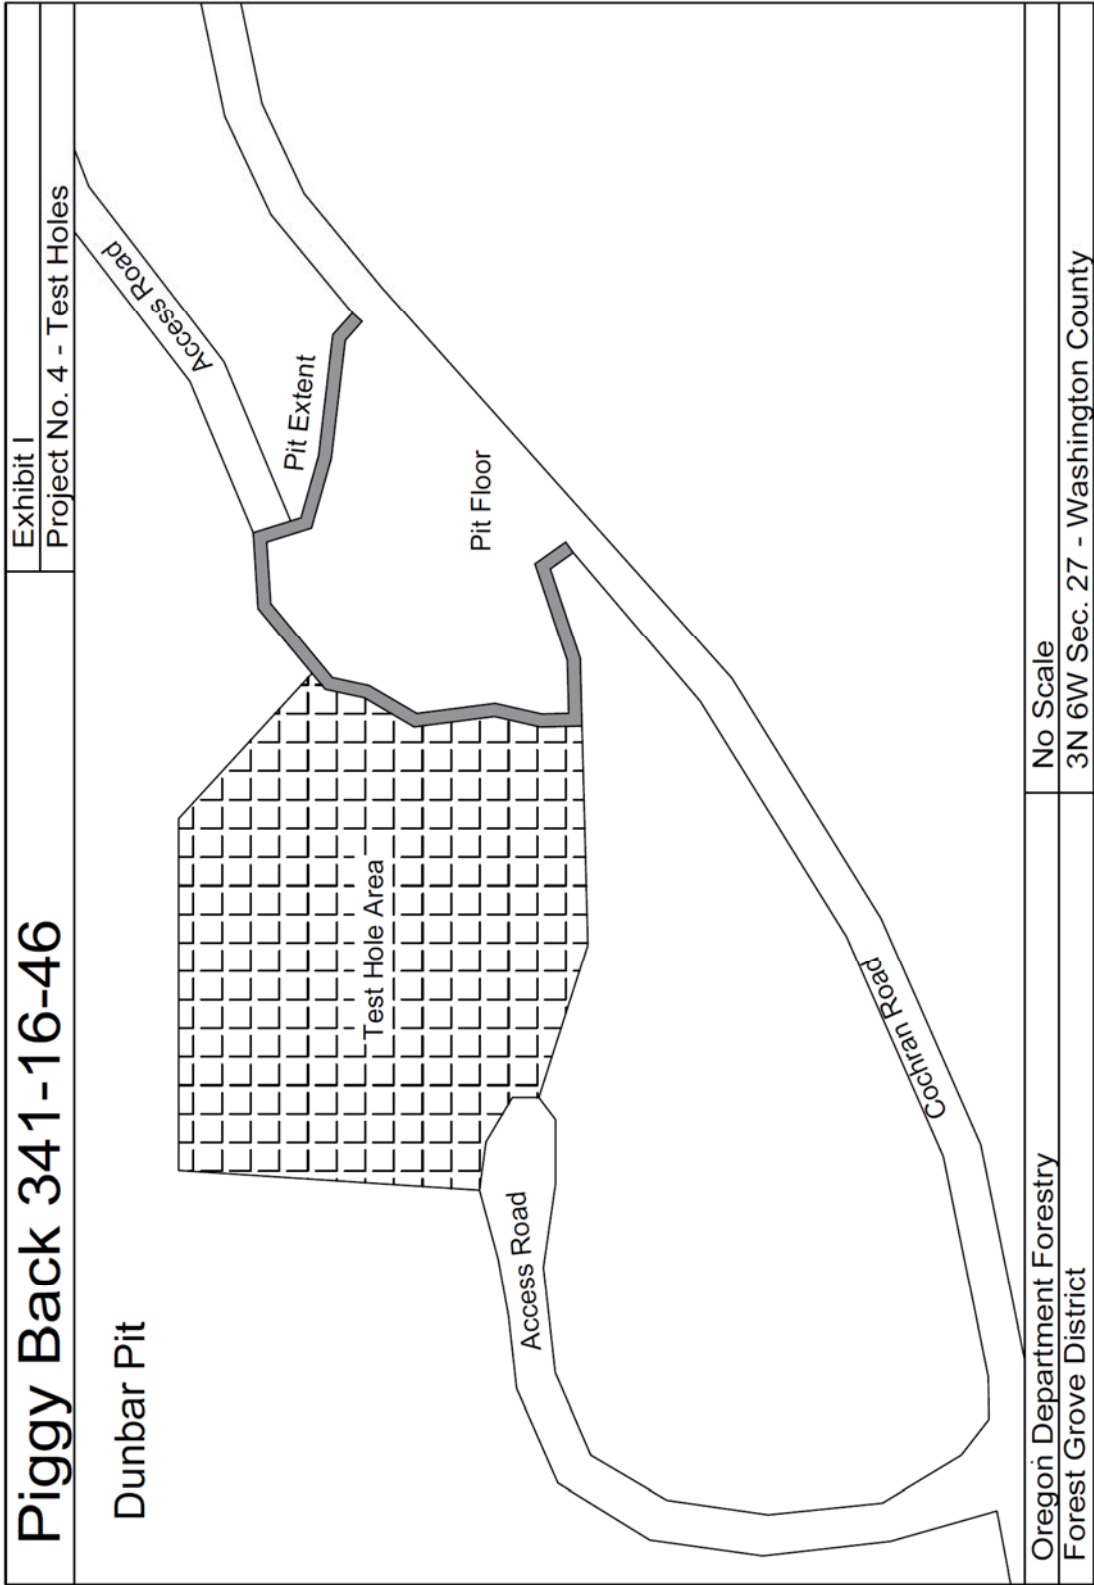 Piggy Back 341-16-46
Exhibit I
Project No. 4 - Test Holes
Dunbar Pit
Access Road
Pit Extent
Pit Floor
Test Hole Area
Access Road
Cochran Road
Oregon Department Forestry
No Scale
Forest Grove District
3N 6W Sec. 27 - Washington County